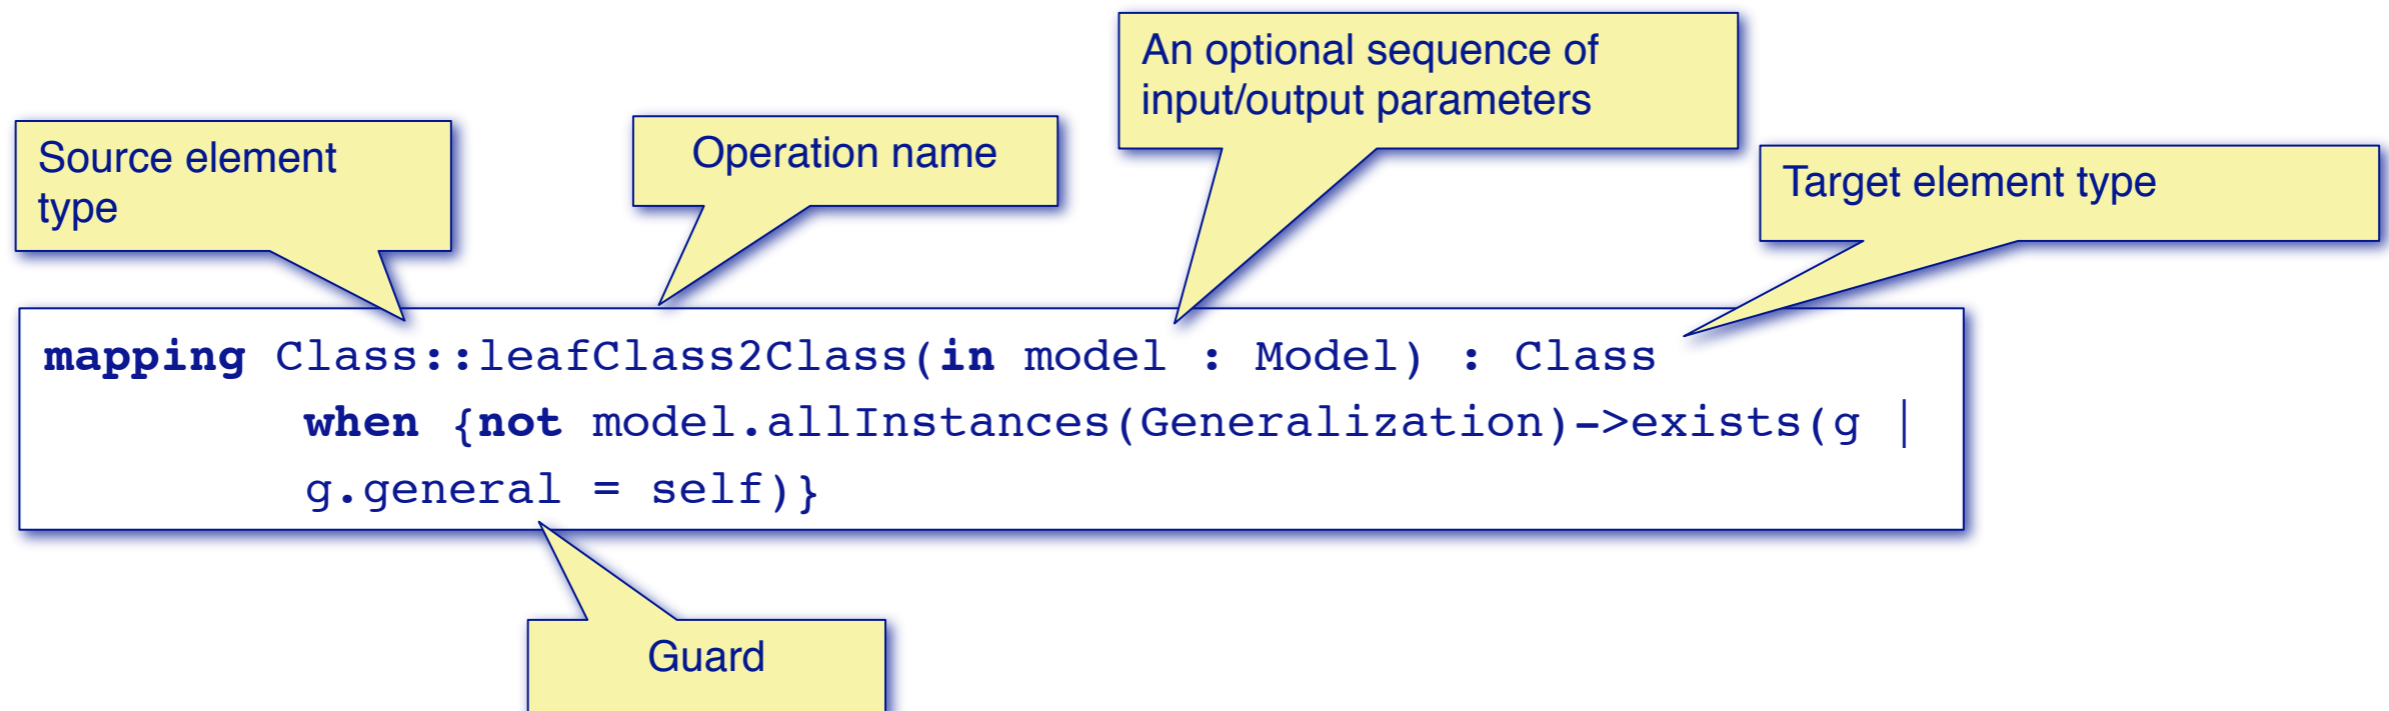 An optional sequence of
input/output parameters
Source element
type
Operation name
Target element type
mapping Class::leafClass2Class(in model : Model) : Class
when {not model.allInstances(Generalization)->exists(g |
g.general = self)}
Guard